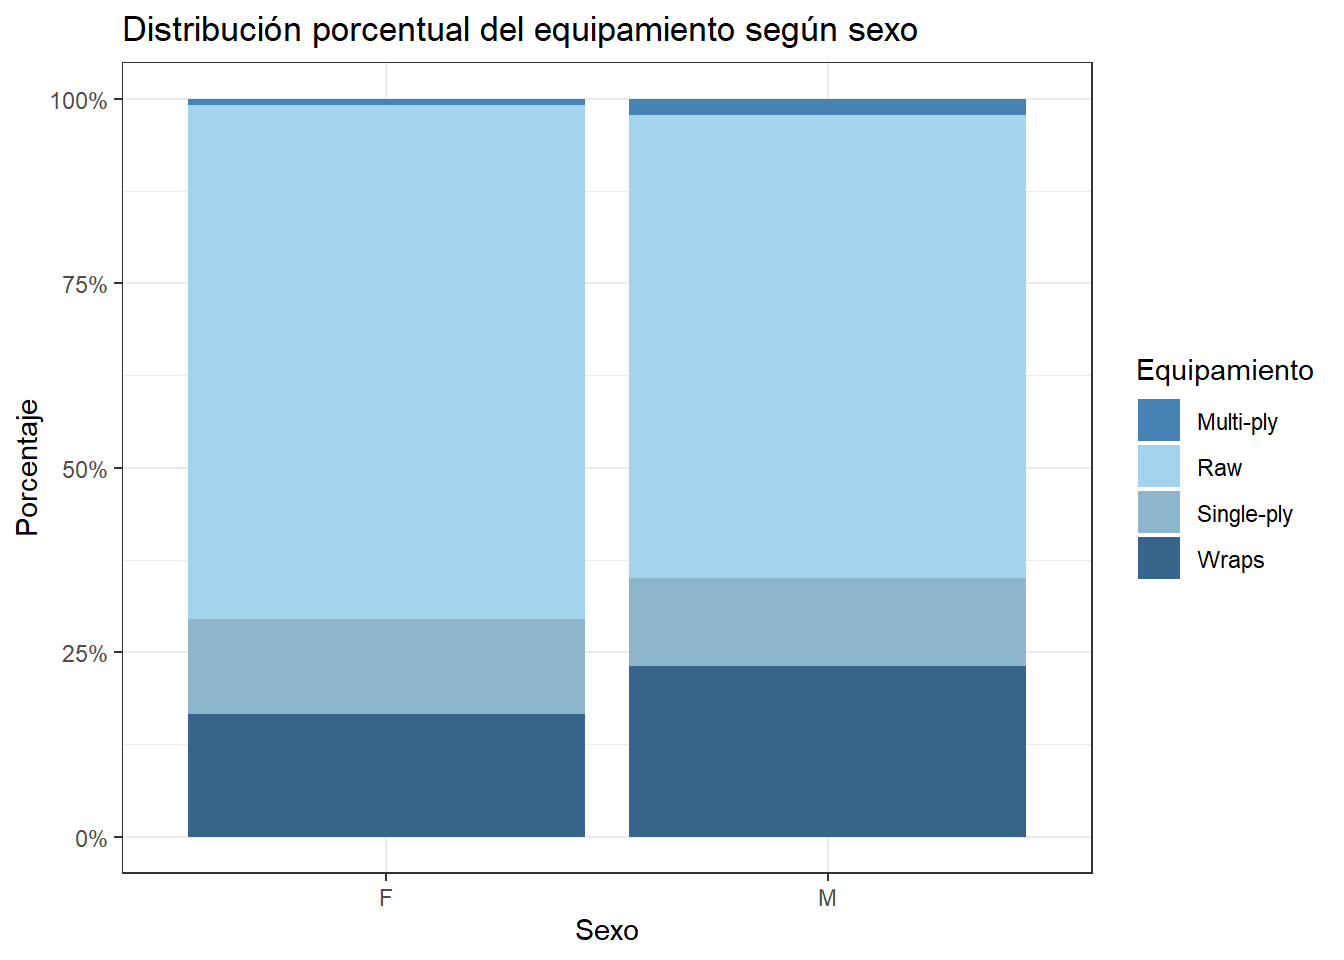 Distribución porcentual del equipamiento según sexo
100%
75%
50%
25%
0%
Porcentaje
F
M
Sexo
Equipamiento
Multi-ply
Raw
Single-ply
Wraps